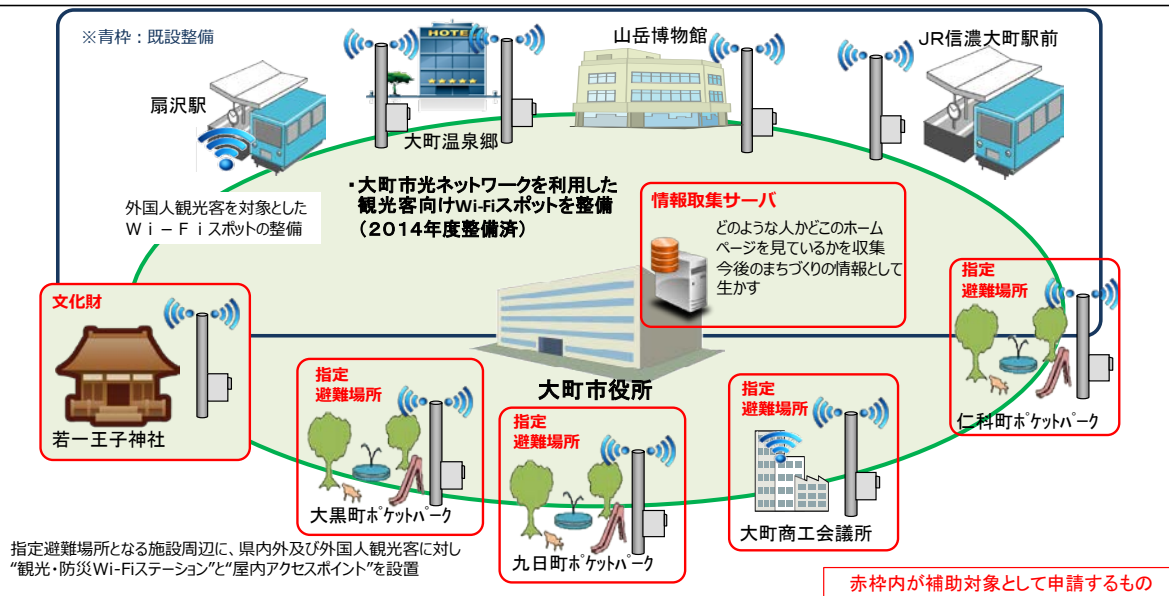 ※青枠：既設整備
HOTEL
山岳博物館
JR信濃大町駅前
扇沢駅
大町温泉郷
・大町市光ネットワークを利用した
観光客向けWi-Fiスポットを整備
（２０１４年度整備済）
外国人観光客を対象とした
Ｗｉ－Ｆｉスポットの整備
情報取集サーバ
どのような人かどこのホーム
ページを見ているかを収集
今後のまちづくりの情報として
生かす
文化財
若一王子神社
大町市役所
指定
避難場所
大黒町ﾎﾟｹｯﾄﾊﾟｰｸ
指定
避難場所
九日町ﾎﾟｹｯﾄﾊﾟｰｸ
指定
避難場所
大町商工会議所
指定
避難場所
仁科町ﾎﾟｹｯﾄﾊﾟｰｸ
指定避難場所となる施設周辺に、県内外及び外国人観光客に対し
“観光・防災Wi-Fiステーション”と“屋内アクセスポイント”を設置
赤枠内が補助対象として申請するもの